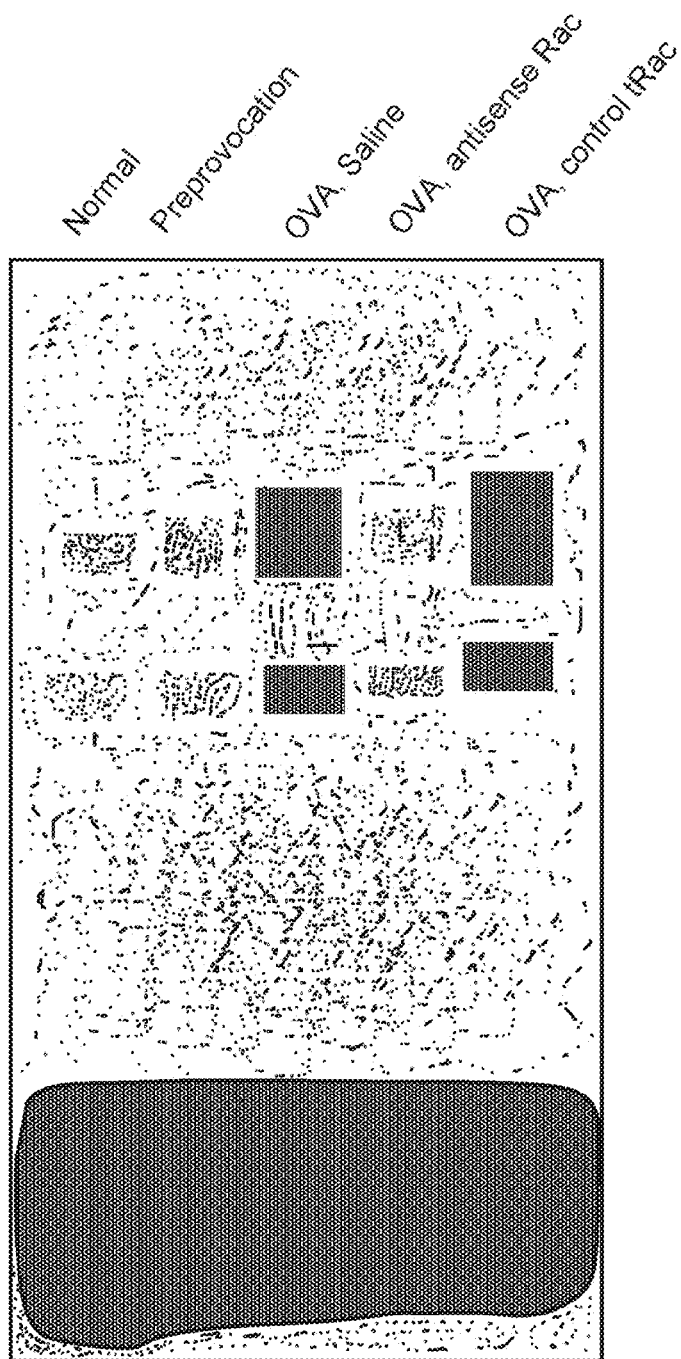 Normal
Preprovocation
OVA, Saline
OVA, antisense Rac
OVA, control tRac